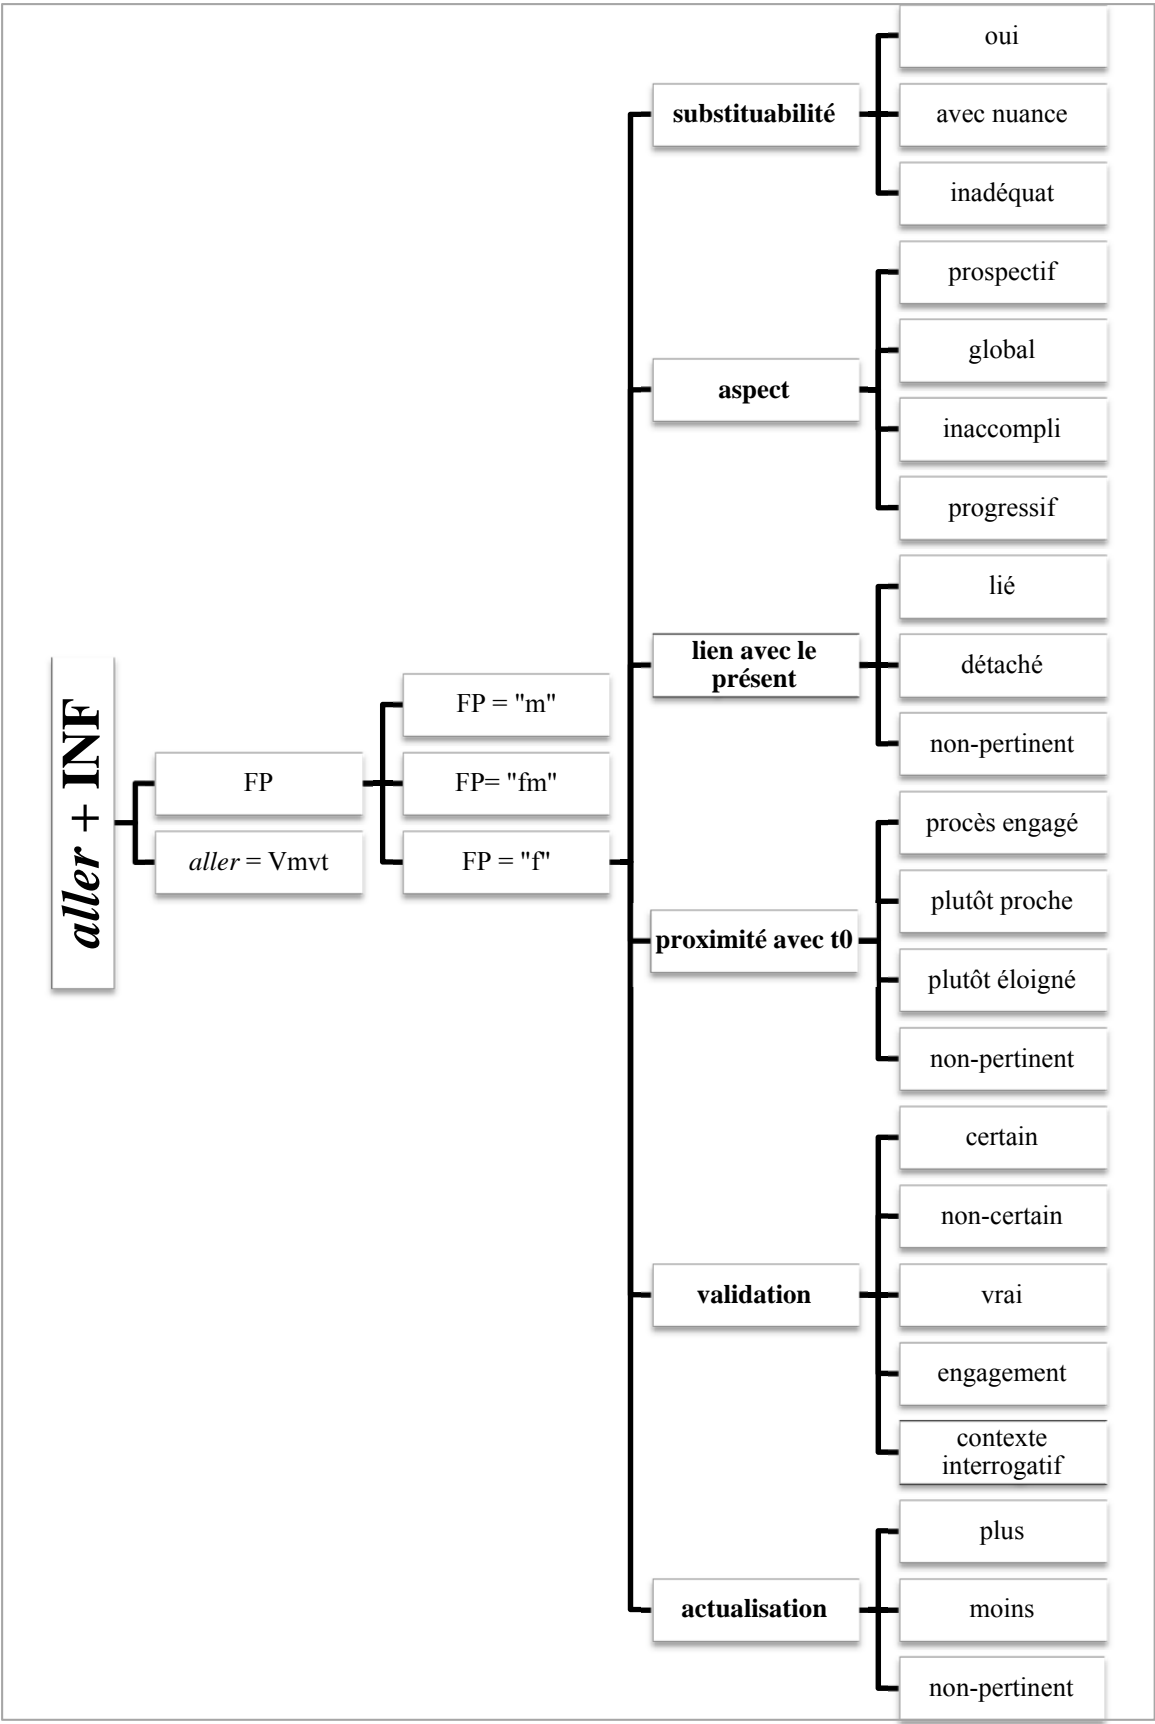 aller + INF
FP
aller = Vmvt
FP = "m"
FP= "fm"
FP = "f"
substituabilité
oui
avec nuance
inadéquat
aspect
prospectif
global
inaccompli
progressif
lien avec le
présent
lié
détaché
non-pertinent
proximité avec t0
procès engagé
plutôt proche
plutôt éloigné
non-pertinent
validation
certain
non-certain
vrai
engagement
contexte
interrogatif
actualisation
plus
moins
non-pertinent